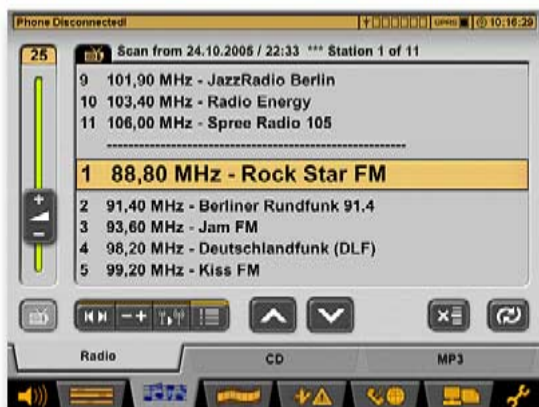 Phone Disconnected!
GPRS 10:16:29
25
Scan from 24.10.2005 / 22:33 *** Station 1 of 11
9 101,90 MHz - JazzRadio Berlin
10 103,40 MHz - Radio Energy
11 106,00 MHz - Spree Radio 105
1 88,80 MHz - Rock Star FM
2 91,40 MHz - Berliner Rundfunk 91.4
3 93,60 MHz - Jam FM
4 98,20 MHz - Deutschlandfunk (DLF)
5 99,20 MHz - Kiss FM
Radio CD MP3